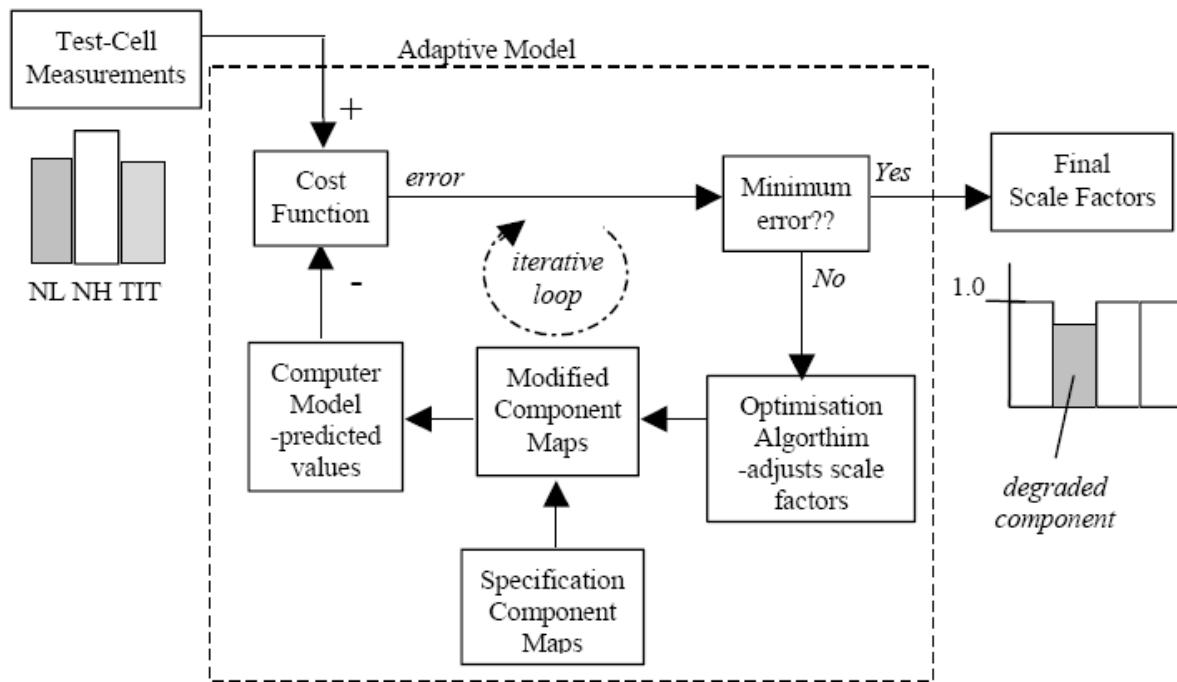 Test-Cell
Measurements
Adaptive Model
+
NL NH TIT
Cost
Function
error
Minimum
error??
Yes
Final
Scale Factors
iterative
loop
No
-
1.0
Computer
Model
-predicted
values
Modified
Component
Maps
Optimisation
Algorthim
-adjusts scale
factors
degraded
component
Specification
Component
Maps